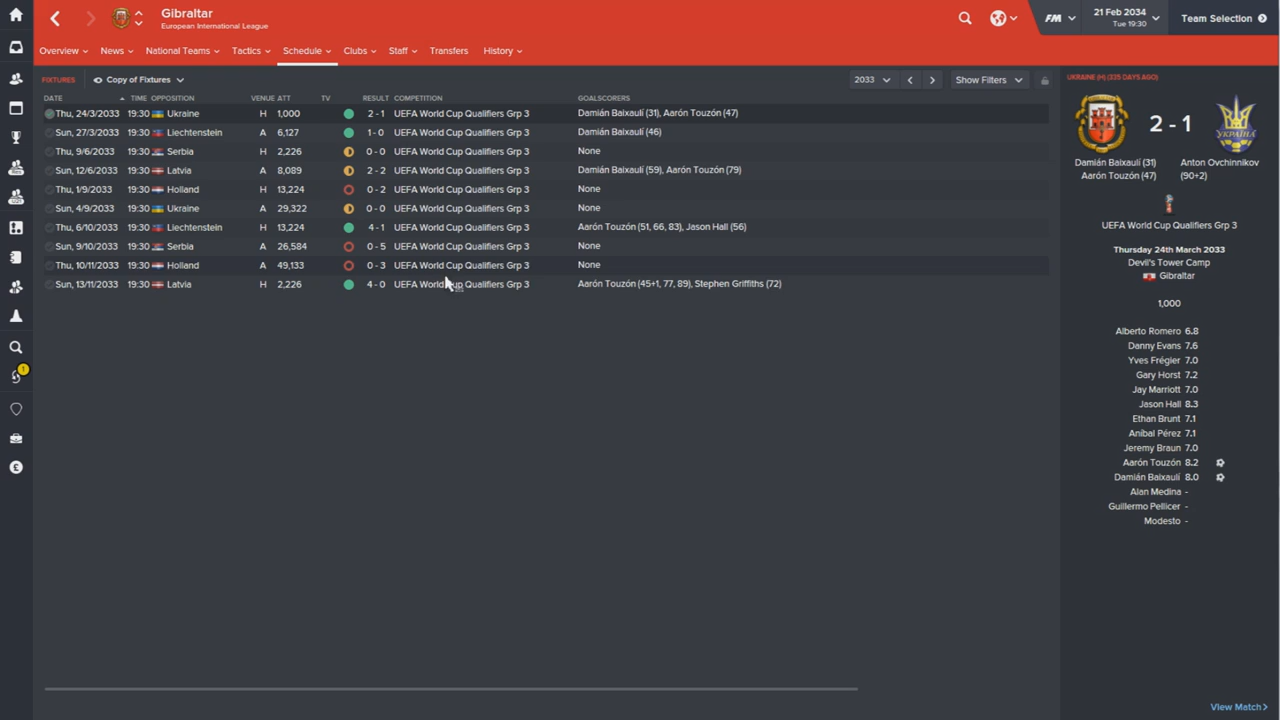 Gibraltar
European International League
FM
21 Feb 2034
Tue 19:30
Team Selection
Overview News National Teams Tactics Schedule Clubs Staff Transfers History
FIXTURES Copy of Fixtures 2033 Show Filters
DATE TIME OPPOSITION VENUE ATT TV RESULT COMPETITION GOALSCORERS
Thu, 24/3/2033 19:30 Ukraine H 1,000 2 - 1 UEFA World Cup Qualifiers Grp 3 Damián Baixaulí (31), Aarón Touzón (47)
Sun, 27/3/2033 19:30 Liechtenstein A 6,127 1 - 0 UEFA World Cup Qualifiers Grp 3 Damián Baixaulí (46)
Thu, 9/6/2033 19:30 Serbia H 2,226 0 - 0 UEFA World Cup Qualifiers Grp 3 None
Sun, 12/6/2033 19:30 Latvia A 8,089 2 - 2 UEFA World Cup Qualifiers Grp 3 Damián Baixaulí (59), Aarón Touzón (79)
Thu, 1/9/2033 19:30 Holland H 13,224 0 - 2 UEFA World Cup Qualifiers Grp 3 None
Sun, 4/9/2033 19:30 Ukraine A 29,322 0 - 0 UEFA World Cup Qualifiers Grp 3 None
Thu, 6/10/2033 19:30 Liechtenstein H 13,224 4 - 1 UEFA World Cup Qualifiers Grp 3 Aarón Touzón (51, 66, 83), Jason Hall (56)
Sun, 9/10/2033 19:30 Serbia A 26,584 0 - 5 UEFA World Cup Qualifiers Grp 3 None
Thu, 10/11/2033 19:30 Holland A 49,133 0 - 3 UEFA World Cup Qualifiers Grp 3 None
Sun, 13/11/2033 19:30 Latvia H 2,226 4 - 0 UEFA World Cup Qualifiers Grp 3 Aarón Touzón (45+1, 77, 89), Stephen Griffiths (72)
UKRAINE (H) (335 DAYS AGO)
2 - 1
УКРАЇНА
Damián Baixaulí (31) Anton Ovchinnikov
Aarón Touzón (47) (90+2)
UEFA World Cup Qualifiers Grp 3
Thursday 24th March 2033
Devil's Tower Camp
Gibraltar
1,000
Alberto Romero 6.8
Danny Evans 7.6
Yves Frégier 7.0
Gary Horst 7.2
Jay Marriott 7.0
Jason Hall 8.3
Ethan Brunt 7.1
Aníbal Pérez 7.1
Jeremy Braun 7.0
Aarón Touzón 8.2
Damián Baixaulí 8.0
Alan Medina -
Guillermo Pellicer -
Modesto -
View Match
1